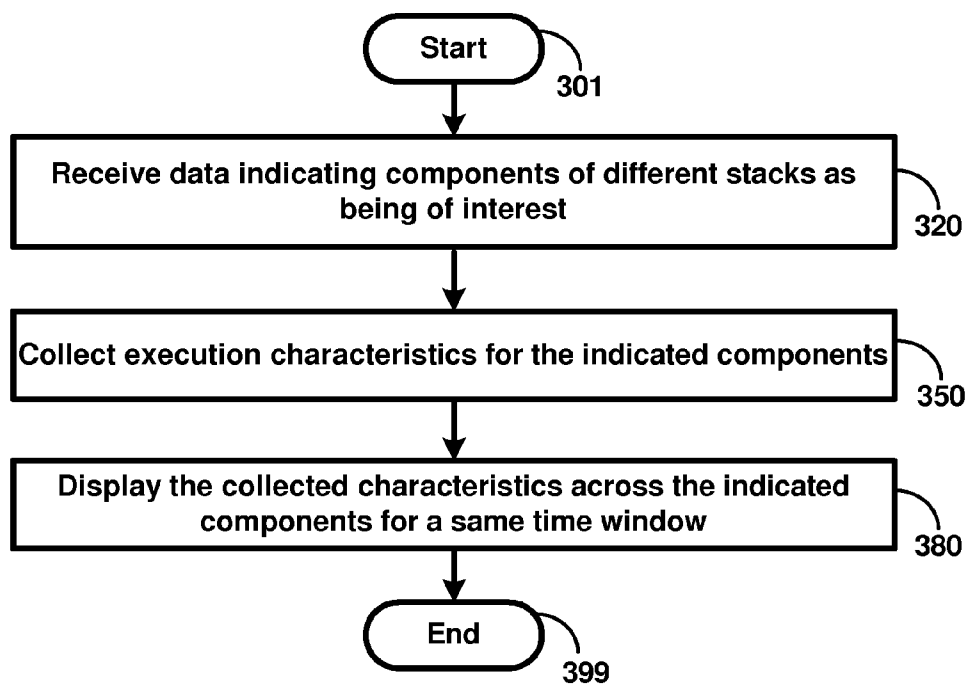 Start
301
Receive data indicating components of different stacks as
being of interest
320
Collect execution characteristics for the indicated components
350
Display the collected characteristics across the indicated
components for a same time window
380
End
399